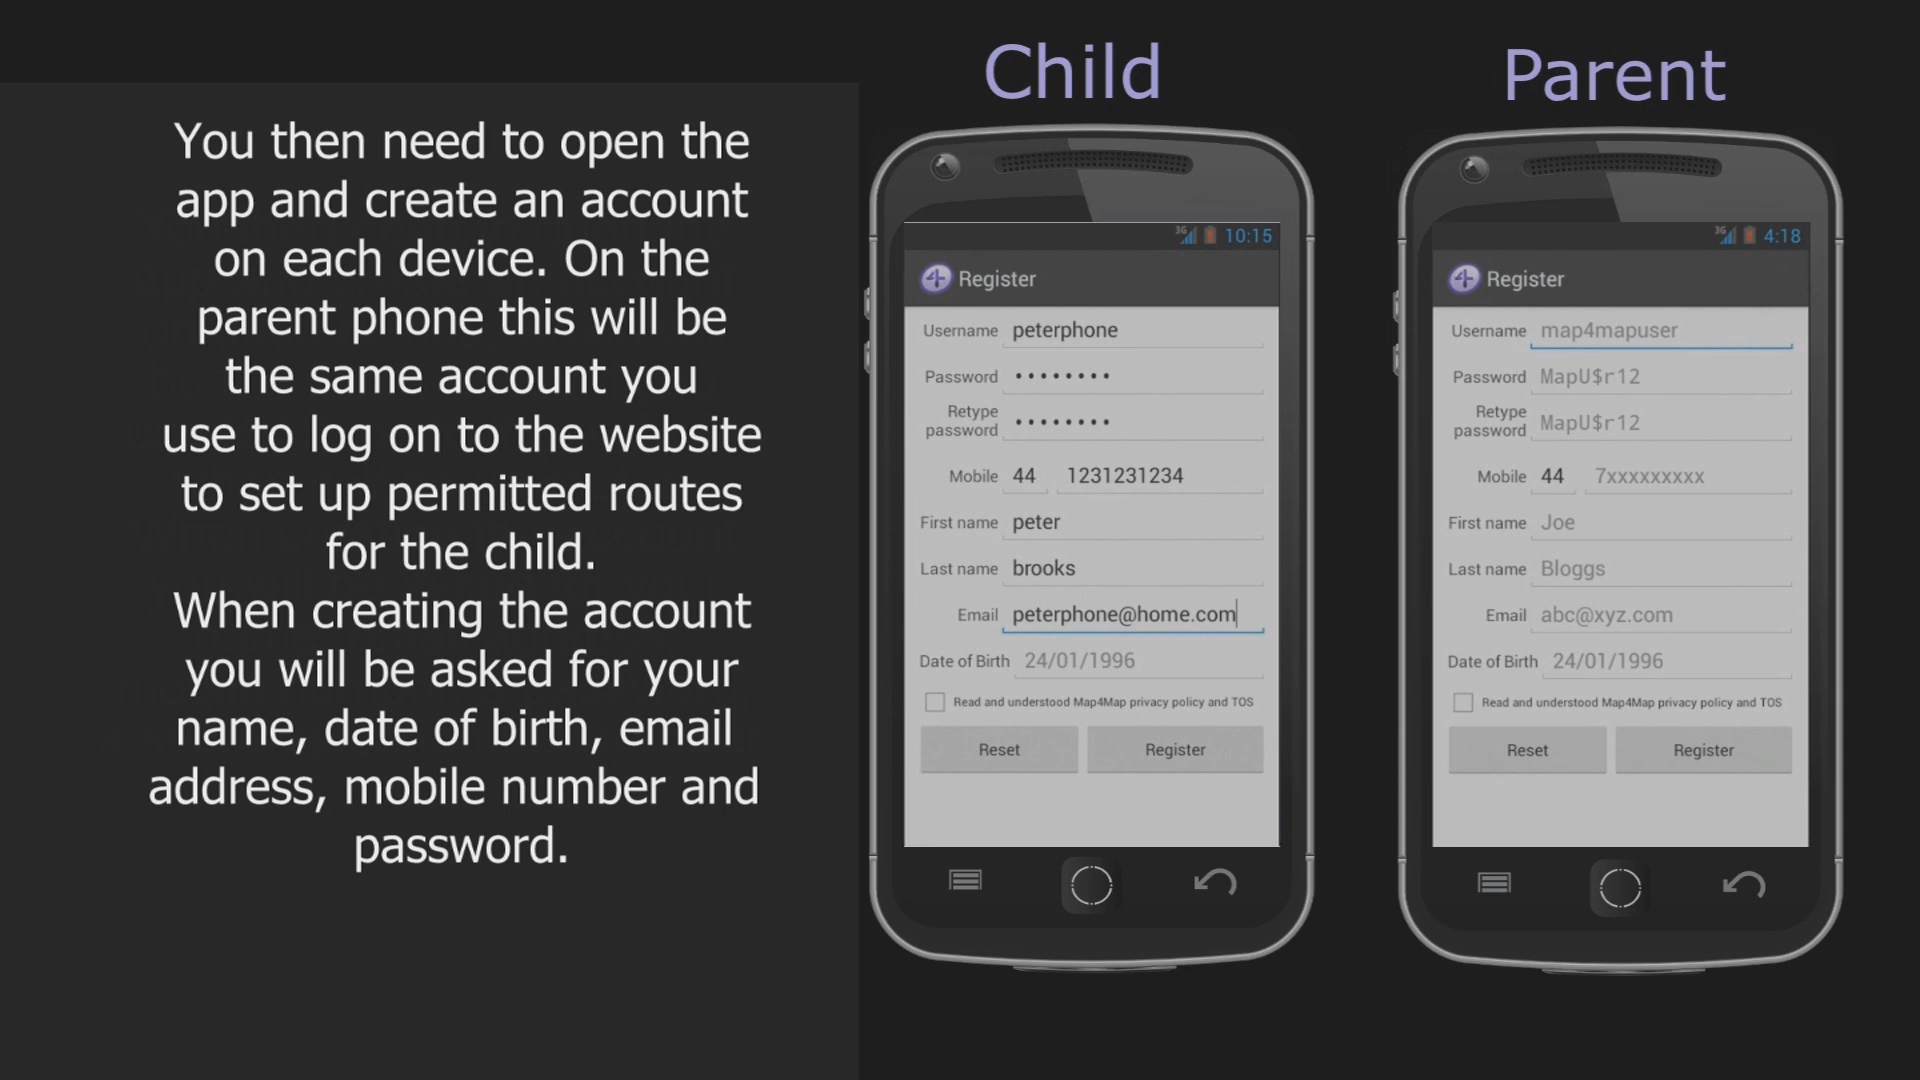 You then need to open the
app and create an account
on each device. On the
parent phone this will be
the same account you
use to log on to the website
to set up permitted routes
for the child.
When creating the account
you will be asked for your
name, date of birth, email
address, mobile number and
password.
Child
3G 10:15
Register
Username peterphone
Password ••••••••
Retype
password ••••••••
Mobile 44 1231231234
First name peter
Last name brooks
Email peterphone@home.com
Date of Birth 24/01/1996
Read and understood Map4Map privacy policy and TOS
Reset Register
Parent
3G 4:18
Register
Username map4mapuser
Password MapU$r12
Retype
password MapU$r12
Mobile 44 7xxxxxxxxx
First name Joe
Last name Bloggs
Email abc@xyz.com
Date of Birth 24/01/1996
Read and understood Map4Map privacy policy and TOS
Reset Register